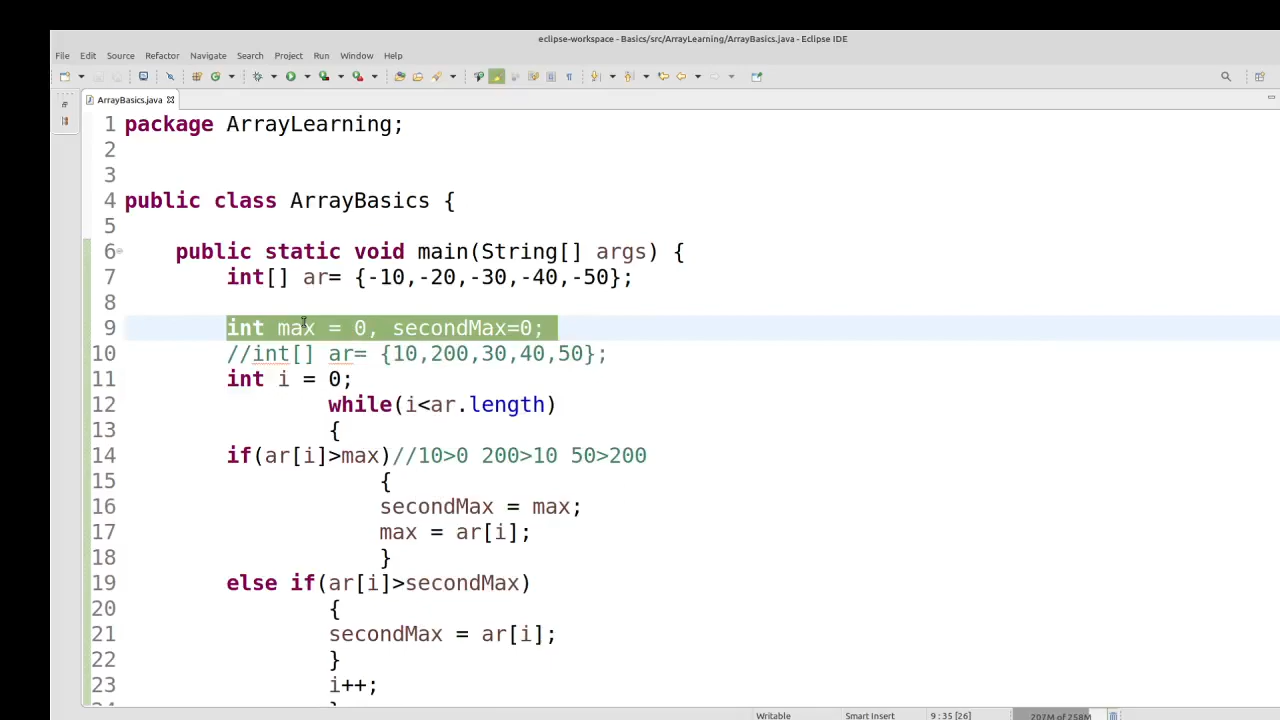 eclipse-workspace - Basics/src/ArrayLearning/ArrayBasics.java - Eclipse IDE
File Edit Source Refactor Navigate Search Project Run Window Help
ArrayBasics.java
1 package ArrayLearning;
2
3
4 public class ArrayBasics {
5
6 public static void main(String[] args) {
7 int[] ar= {-10,-20,-30,-40,-50};
8
9 int max = 0, secondMax=0;
10 //int[] ar= {10,200,30,40,50};
11 int i = 0;
12 while(i<ar.length)
13 {
14 if(ar[i]>max)//10>0 200>10 50>200
15 {
16 secondMax = max;
17 max = ar[i];
18 }
19 else if(ar[i]>secondMax)
20 {
21 secondMax = ar[i];
22 }
23 i++;
24 }
Writable Smart Insert 9 : 35 [26] 207M of 258M